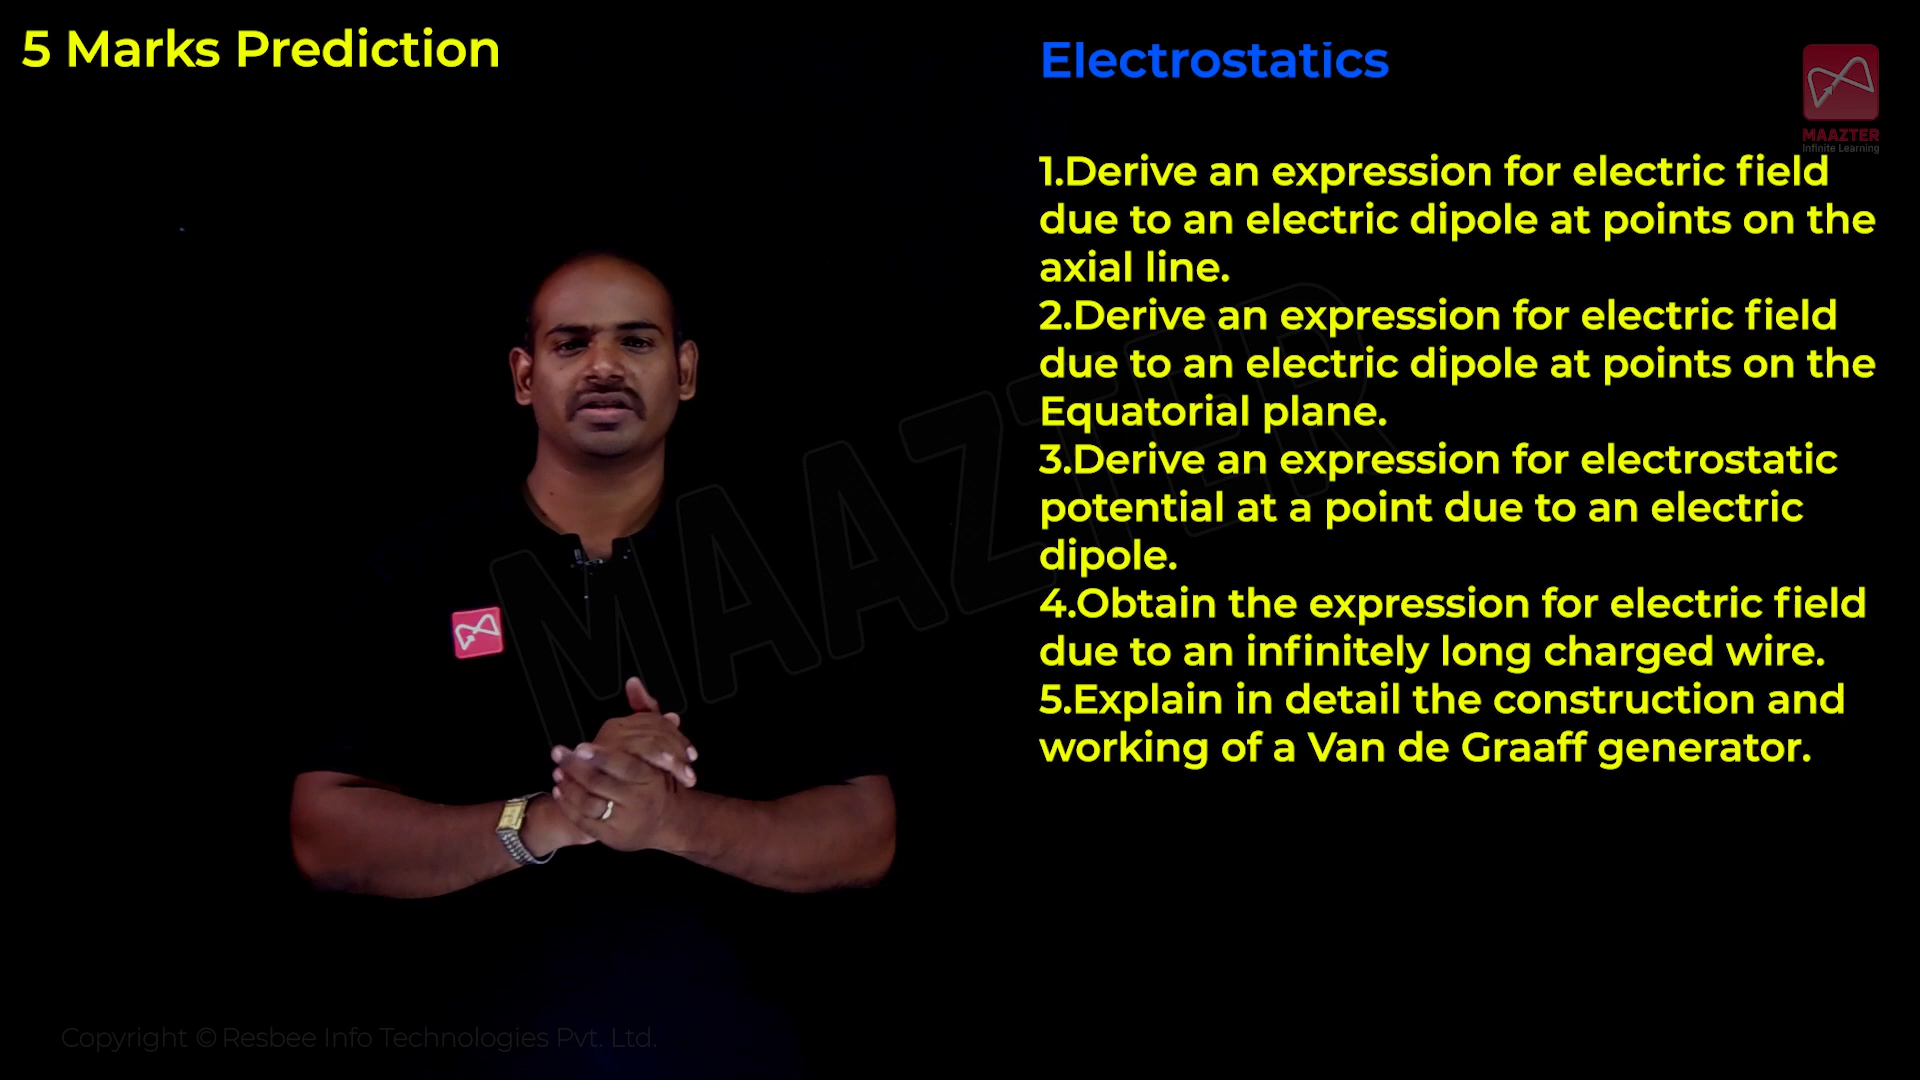 5 Marks Prediction
Electrostatics
MAAZTER
Infinite Learning
1.Derive an expression for electric field
due to an electric dipole at points on the
axial line.
2.Derive an expression for electric field
due to an electric dipole at points on the
Equatorial plane.
3.Derive an expression for electrostatic
potential at a point due to an electric
dipole.
4.Obtain the expression for electric field
due to an infinitely long charged wire.
5.Explain in detail the construction and
working of a Van de Graaff generator.
MAAZTER
Copyright © Resbee Info Technologies Pvt. Ltd.